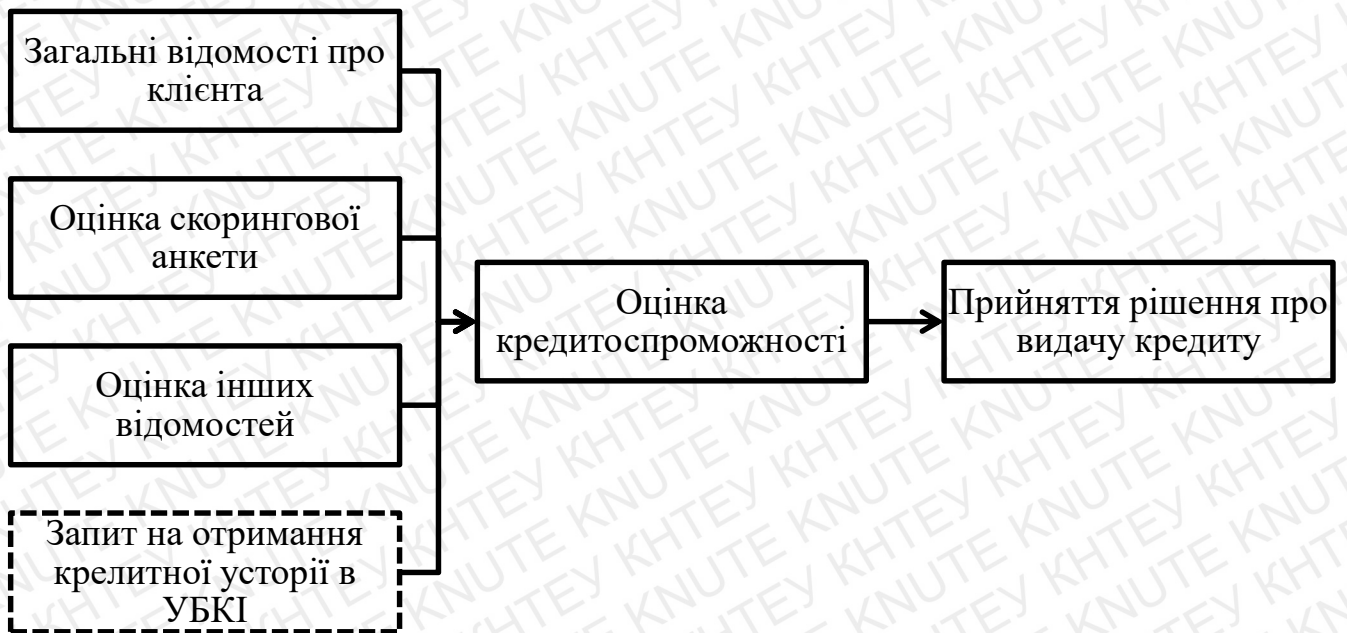 Загальні відомості про
клієнта
Оцінка скорингової
анкети
Оцінка інших
відомостей
Запит на отримання
крелитної усторії в
УБКІ
Оцінка
кредитоспроможності
Прийняття рішення про
видачу кредиту